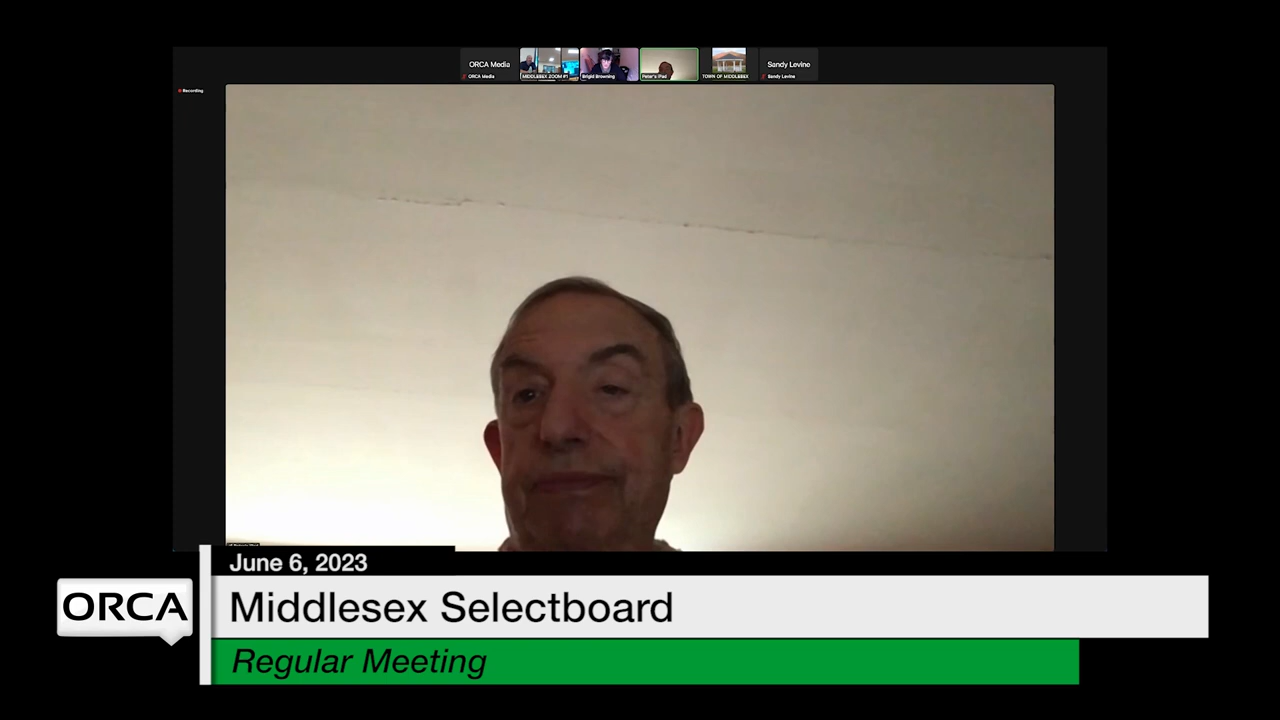 ORCA Media
Sandy Levine
ORCA Media
MIDDLESEX ZOOM #1
Brigid Browning
Peter's iPad
TOWN OF MIDDLESEX
Sandy Levine
Recording
June 6, 2023
ORCA
Middlesex Selectboard
Regular Meeting